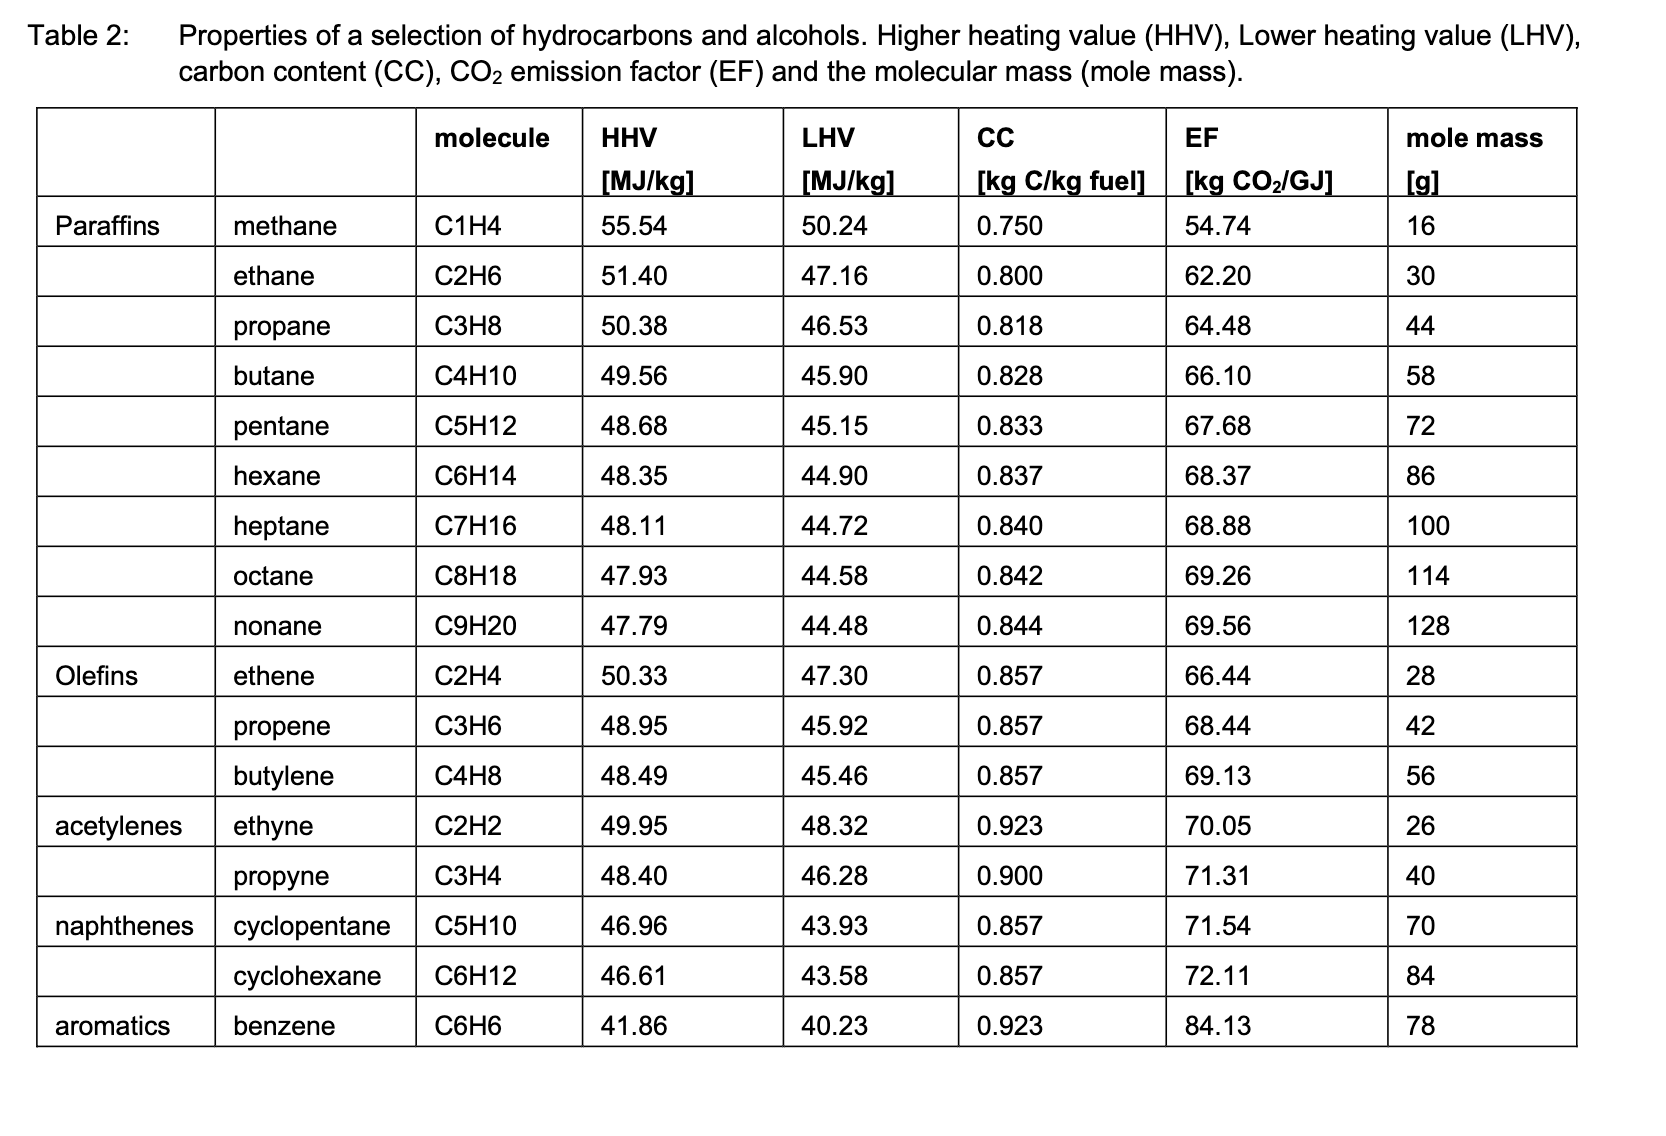 Table 2: Properties of a selection of hydrocarbons and alcohols. Higher heating value (HHV), Lower heating value (LHV),
carbon content (CC), CO₂ emission factor (EF) and the molecular mass (mole mass).
molecule HHV LHV CC EF mole mass
[MJ/kg] [MJ/kg] [kg C/kg fuel] [kg CO₂/GJ] [g]
Paraffins methane C1H4 55.54 50.24 0.750 54.74 16
ethane C2H6 51.40 47.16 0.800 62.20 30
propane C3H8 50.38 46.53 0.818 64.48 44
butane C4H10 49.56 45.90 0.828 66.10 58
pentane C5H12 48.68 45.15 0.833 67.68 72
hexane C6H14 48.35 44.90 0.837 68.37 86
heptane C7H16 48.11 44.72 0.840 68.88 100
octane C8H18 47.93 44.58 0.842 69.26 114
nonane C9H20 47.79 44.48 0.844 69.56 128
Olefins ethene C2H4 50.33 47.30 0.857 66.44 28
propene C3H6 48.95 45.92 0.857 68.44 42
butylene C4H8 48.49 45.46 0.857 69.13 56
acetylenes ethyne C2H2 49.95 48.32 0.923 70.05 26
propyne C3H4 48.40 46.28 0.900 71.31 40
naphthenes cyclopentane C5H10 46.96 43.93 0.857 71.54 70
cyclohexane C6H12 46.61 43.58 0.857 72.11 84
aromatics benzene C6H6 41.86 40.23 0.923 84.13 78